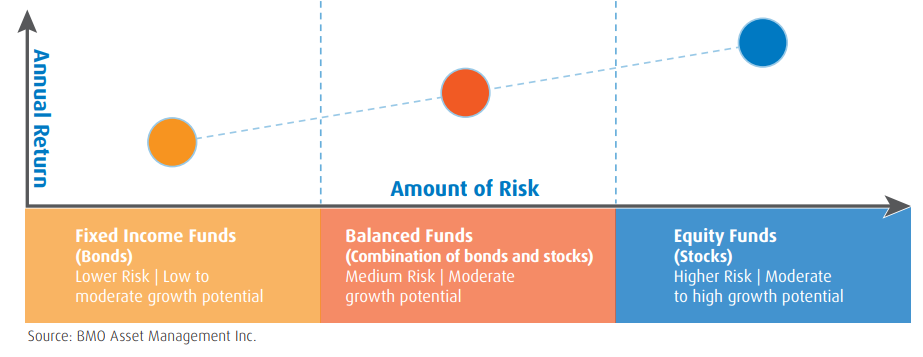 Annual Return
Amount of Risk
Fixed Income Funds
(Bonds)
Lower Risk | Low to
moderate growth potential
Balanced Funds
(Combination of bonds and stocks)
Medium Risk | Moderate
growth potential
Equity Funds
(Stocks)
Higher Risk | Moderate
to high growth potential
Source: BMO Asset Management Inc.